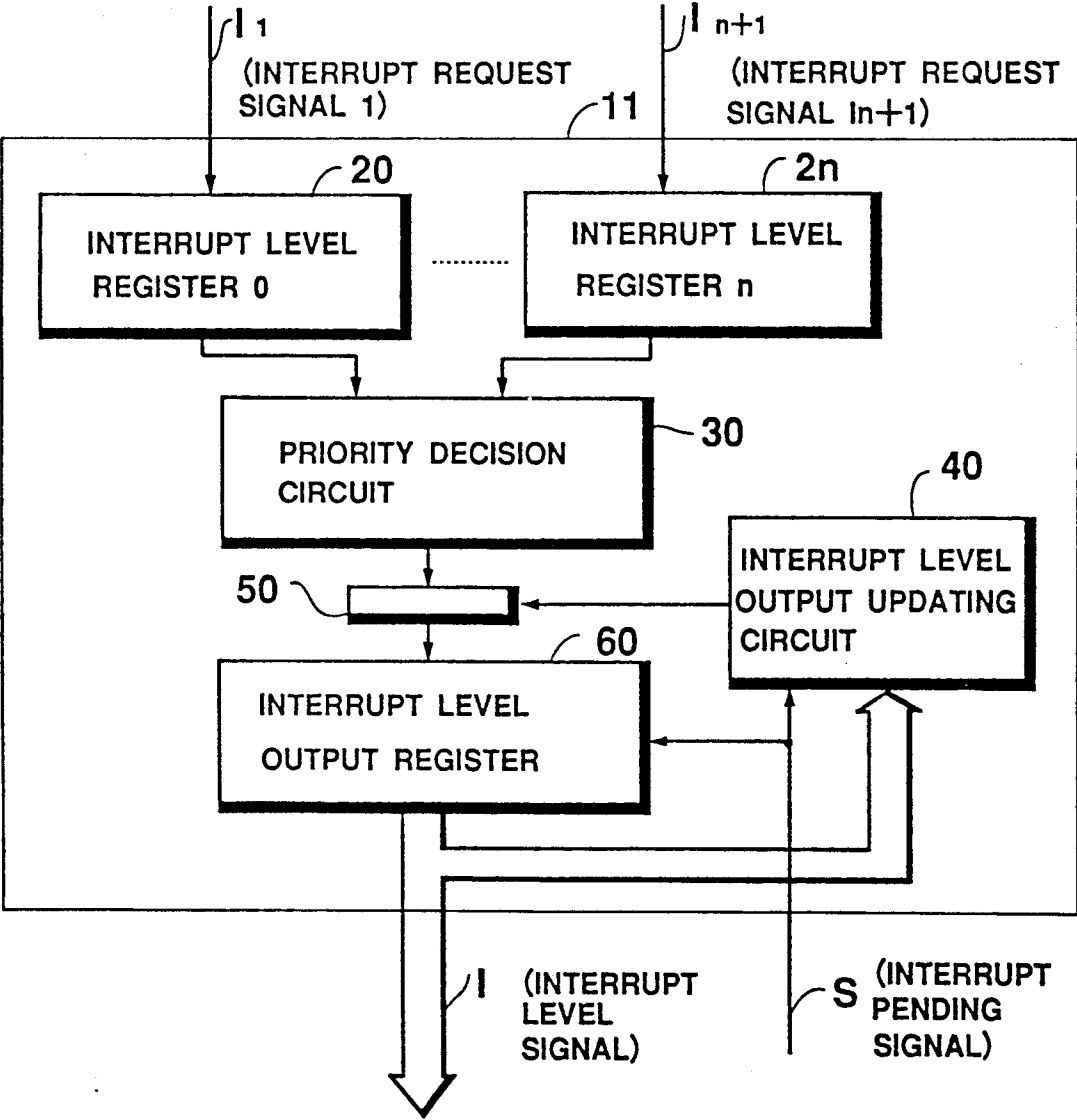 I 1
(INTERRUPT REQUEST
SIGNAL 1)
I n+1
(INTERRUPT REQUEST
SIGNAL In+1)
11
20
INTERRUPT LEVEL
REGISTER 0
2n
INTERRUPT LEVEL
REGISTER n
30
PRIORITY DECISION
CIRCUIT
40
INTERRUPT LEVEL
OUTPUT UPDATING
CIRCUIT
50
60
INTERRUPT LEVEL
OUTPUT REGISTER
I
(INTERRUPT
LEVEL
SIGNAL)
S
(INTERRUPT
PENDING
SIGNAL)